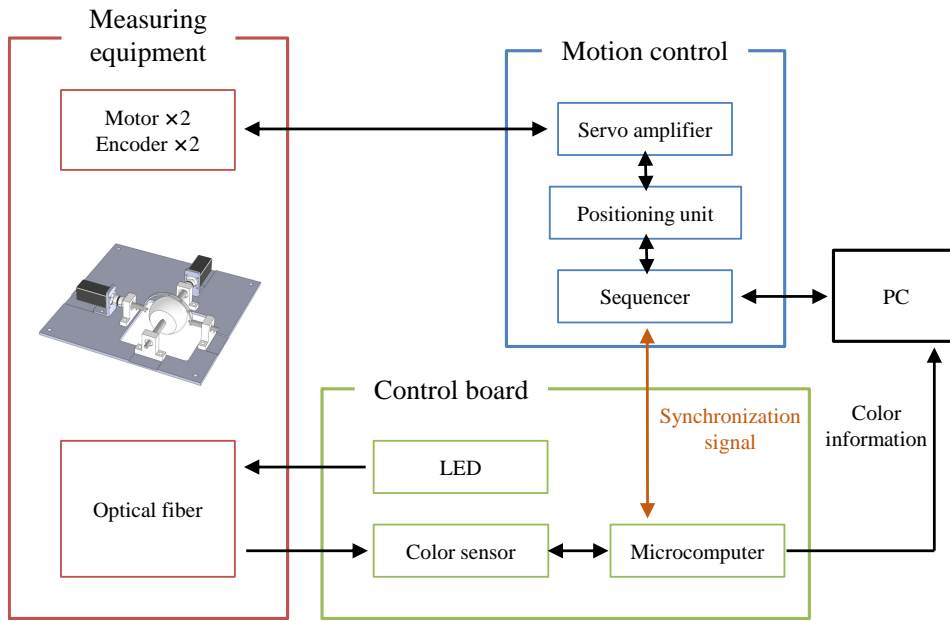 Measuring
equipment
Motor ×2
Encoder ×2
Optical fiber
Motion control
Servo amplifier
Positioning unit
Sequencer
PC
Control board
Synchronization
signal
Color
information
LED
Color sensor
Microcomputer